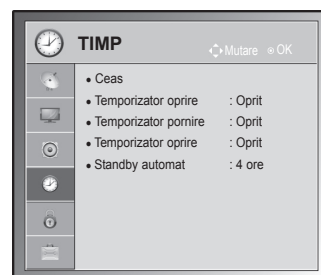 TIMP
Mutare OK
• Ceas
• Temporizator oprire : Oprit
• Temporizator pornire : Oprit
• Temporizator oprire : Oprit
• Standby automat : 4 ore